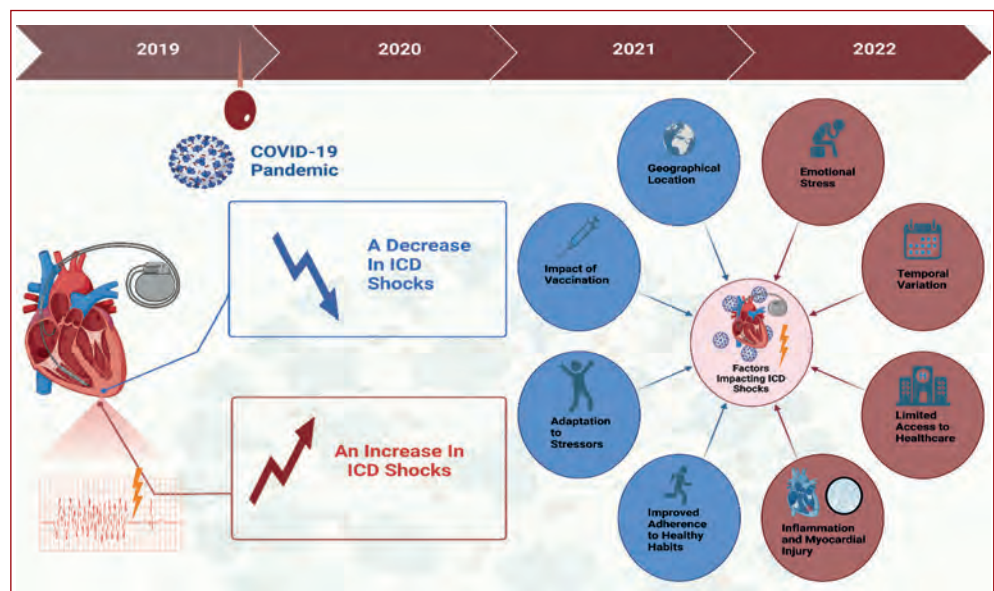 2019
2020
2021
2022
COVID-19
Pandemic
A Decrease
In ICD
Shocks
An Increase In
ICD Shocks
Geographical
Location
Emotional
Stress
Impact of
Vaccination
Temporal
Variation
Factors
Impacting ICD
Shocks
Adaptation
to
Stressors
Limited
Access to
Healthcare
Improved
Adherence
to Healthy
Habits
Inflammation
and Myocardial
Injury